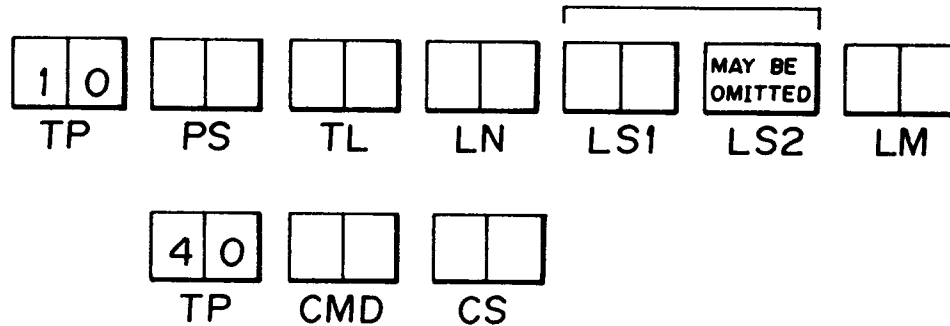 1 0 MAY BE OMITTED
TP PS TL LN LS1 LS2 LM
4 0
TP CMD CS